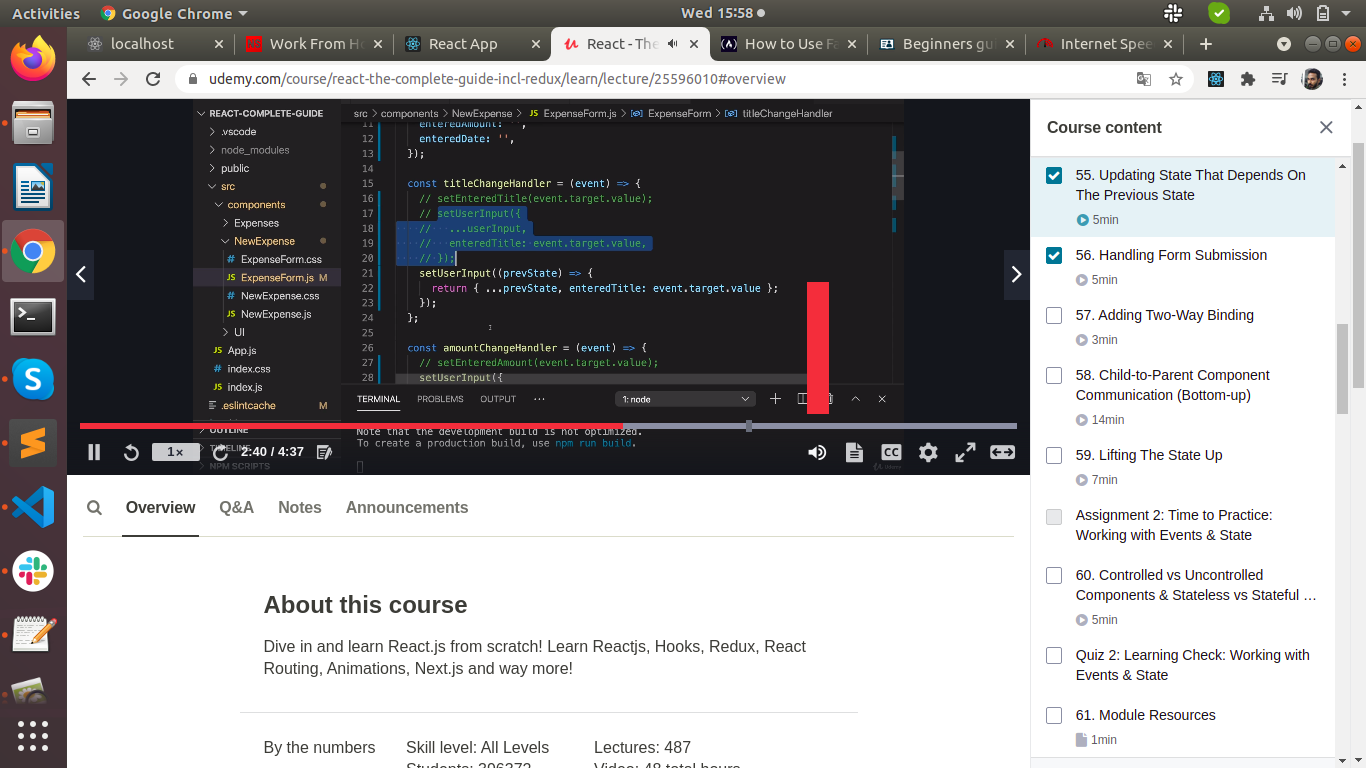 Activities
Google Chrome
Wed 15:58
localhost
Work From Ho
React App
React - The
How to Use Fa
Beginners gui
Internet Spee
udemy.com/course/react-the-complete-guide-incl-redux/learn/lecture/25596010#overview
REACT-COMPLETE-GUIDE
.vscode
node_modules
public
src
components
Expenses
NewExpense
ExpenseForm.css
JS ExpenseForm.js M
NewExpense.css
JS NewExpense.js
UI
JS App.js
index.css
JS index.js
.eslintcache M
OUTLINE
TIMELINE
NPM SCRIPTS
src > components > NewExpense > JS ExpenseForm.js > ExpenseForm > titleChangeHandler
11 enteredAmount: '',
12 enteredDate: '',
13 });
14
15 const titleChangeHandler = (event) => {
16 // setEnteredTitle(event.target.value);
17 // setUserInput({
18 // ...userInput,
19 // enteredTitle: event.target.value,
20 // });
21 setUserInput((prevState) => {
22 return { ...prevState, enteredTitle: event.target.value };
23 });
24 };
25
26 const amountChangeHandler = (event) => {
27 // setEnteredAmount(event.target.value);
28 setUserInput({
TERMINAL PROBLEMS OUTPUT ··· 1: node
Note that the development build is not optimized.
To create a production build, use npm run build.
1× 2:40 / 4:37 CC
Overview Q&A Notes Announcements
About this course
Dive in and learn React.js from scratch! Learn Reactjs, Hooks, Redux, React
Routing, Animations, Next.js and way more!
By the numbers Skill level: All Levels Lectures: 487
Students: 396372 Video: 48 total hours
Course content
55. Updating State That Depends On
The Previous State
5min
56. Handling Form Submission
5min
57. Adding Two-Way Binding
3min
58. Child-to-Parent Component
Communication (Bottom-up)
14min
59. Lifting The State Up
7min
Assignment 2: Time to Practice:
Working with Events & State
60. Controlled vs Uncontrolled
Components & Stateless vs Stateful …
5min
Quiz 2: Learning Check: Working with
Events & State
61. Module Resources
1min